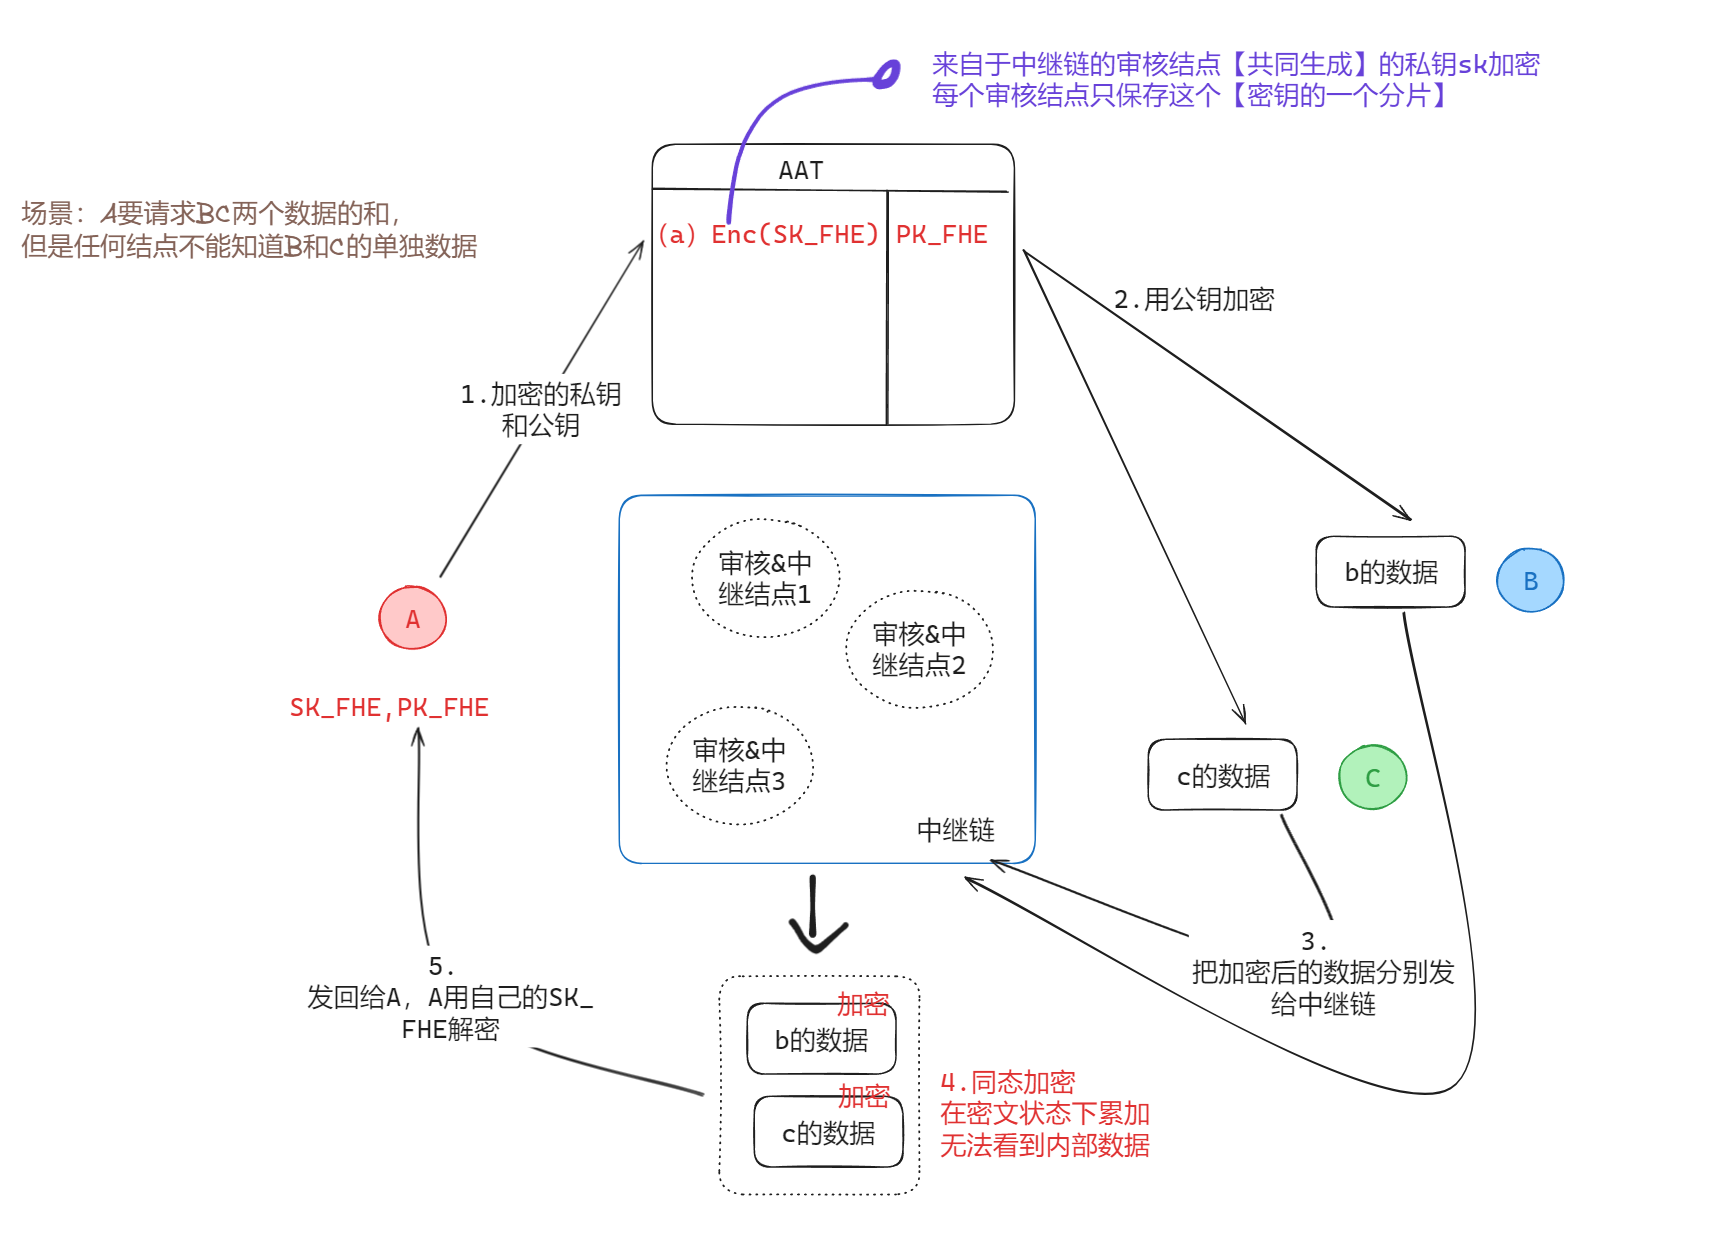 来自于中继链的审核结点【共同生成】的私钥sk加密
每个审核结点只保存这个【密钥的一个分片】
AAT
场景：A要请求BC两个数据的和，
但是任何结点不能知道B和C的单独数据
(a) Enc(SK_FHE)
PK_FHE
2.用公钥加密
1.加密的私钥
和公钥
审核&中
继结点1
审核&中
继结点2
审核&中
继结点3
中继链
b的数据
B
A
SK_FHE,PK_FHE
c的数据
C
3.
把加密后的数据分别发
给中继链
5.
发回给A，A用自己的SK_
FHE解密
加密
b的数据
加密
c的数据
4.同态加密
在密文状态下累加
无法看到内部数据